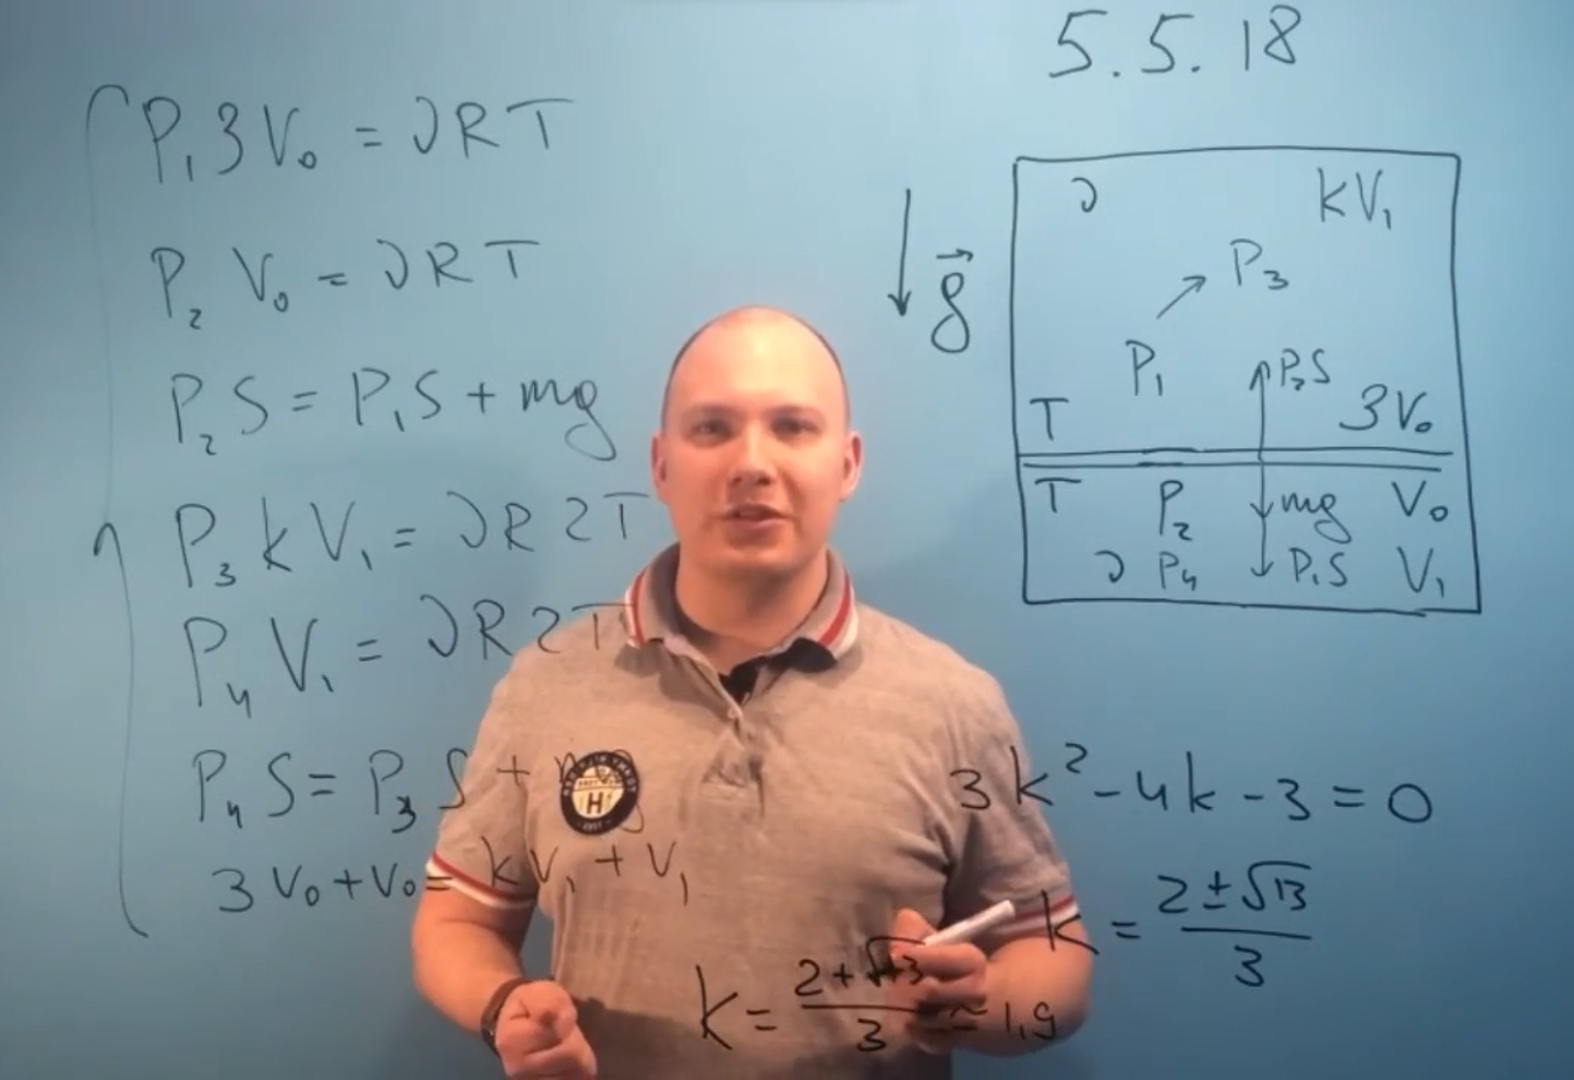 5.5.18
P₁3V₀ = νRT
P₂V₀ = νRT
P₂S = P₁S + mg
P₃kV₁ = νR2T
P₄V₁ = νR2T
P₄S = P₃S +
3V₀+V₀ = kV₁ + V₁
ν kV₁
P₃
g
P₁ P₂S
T 3V₀
T P₂ mg V₀
ν P₄ P₁S V₁
H
3k² - 4k - 3 = 0
k = (2 ± √13)/3
k = (2 + √13)/3 ≈ 1,9